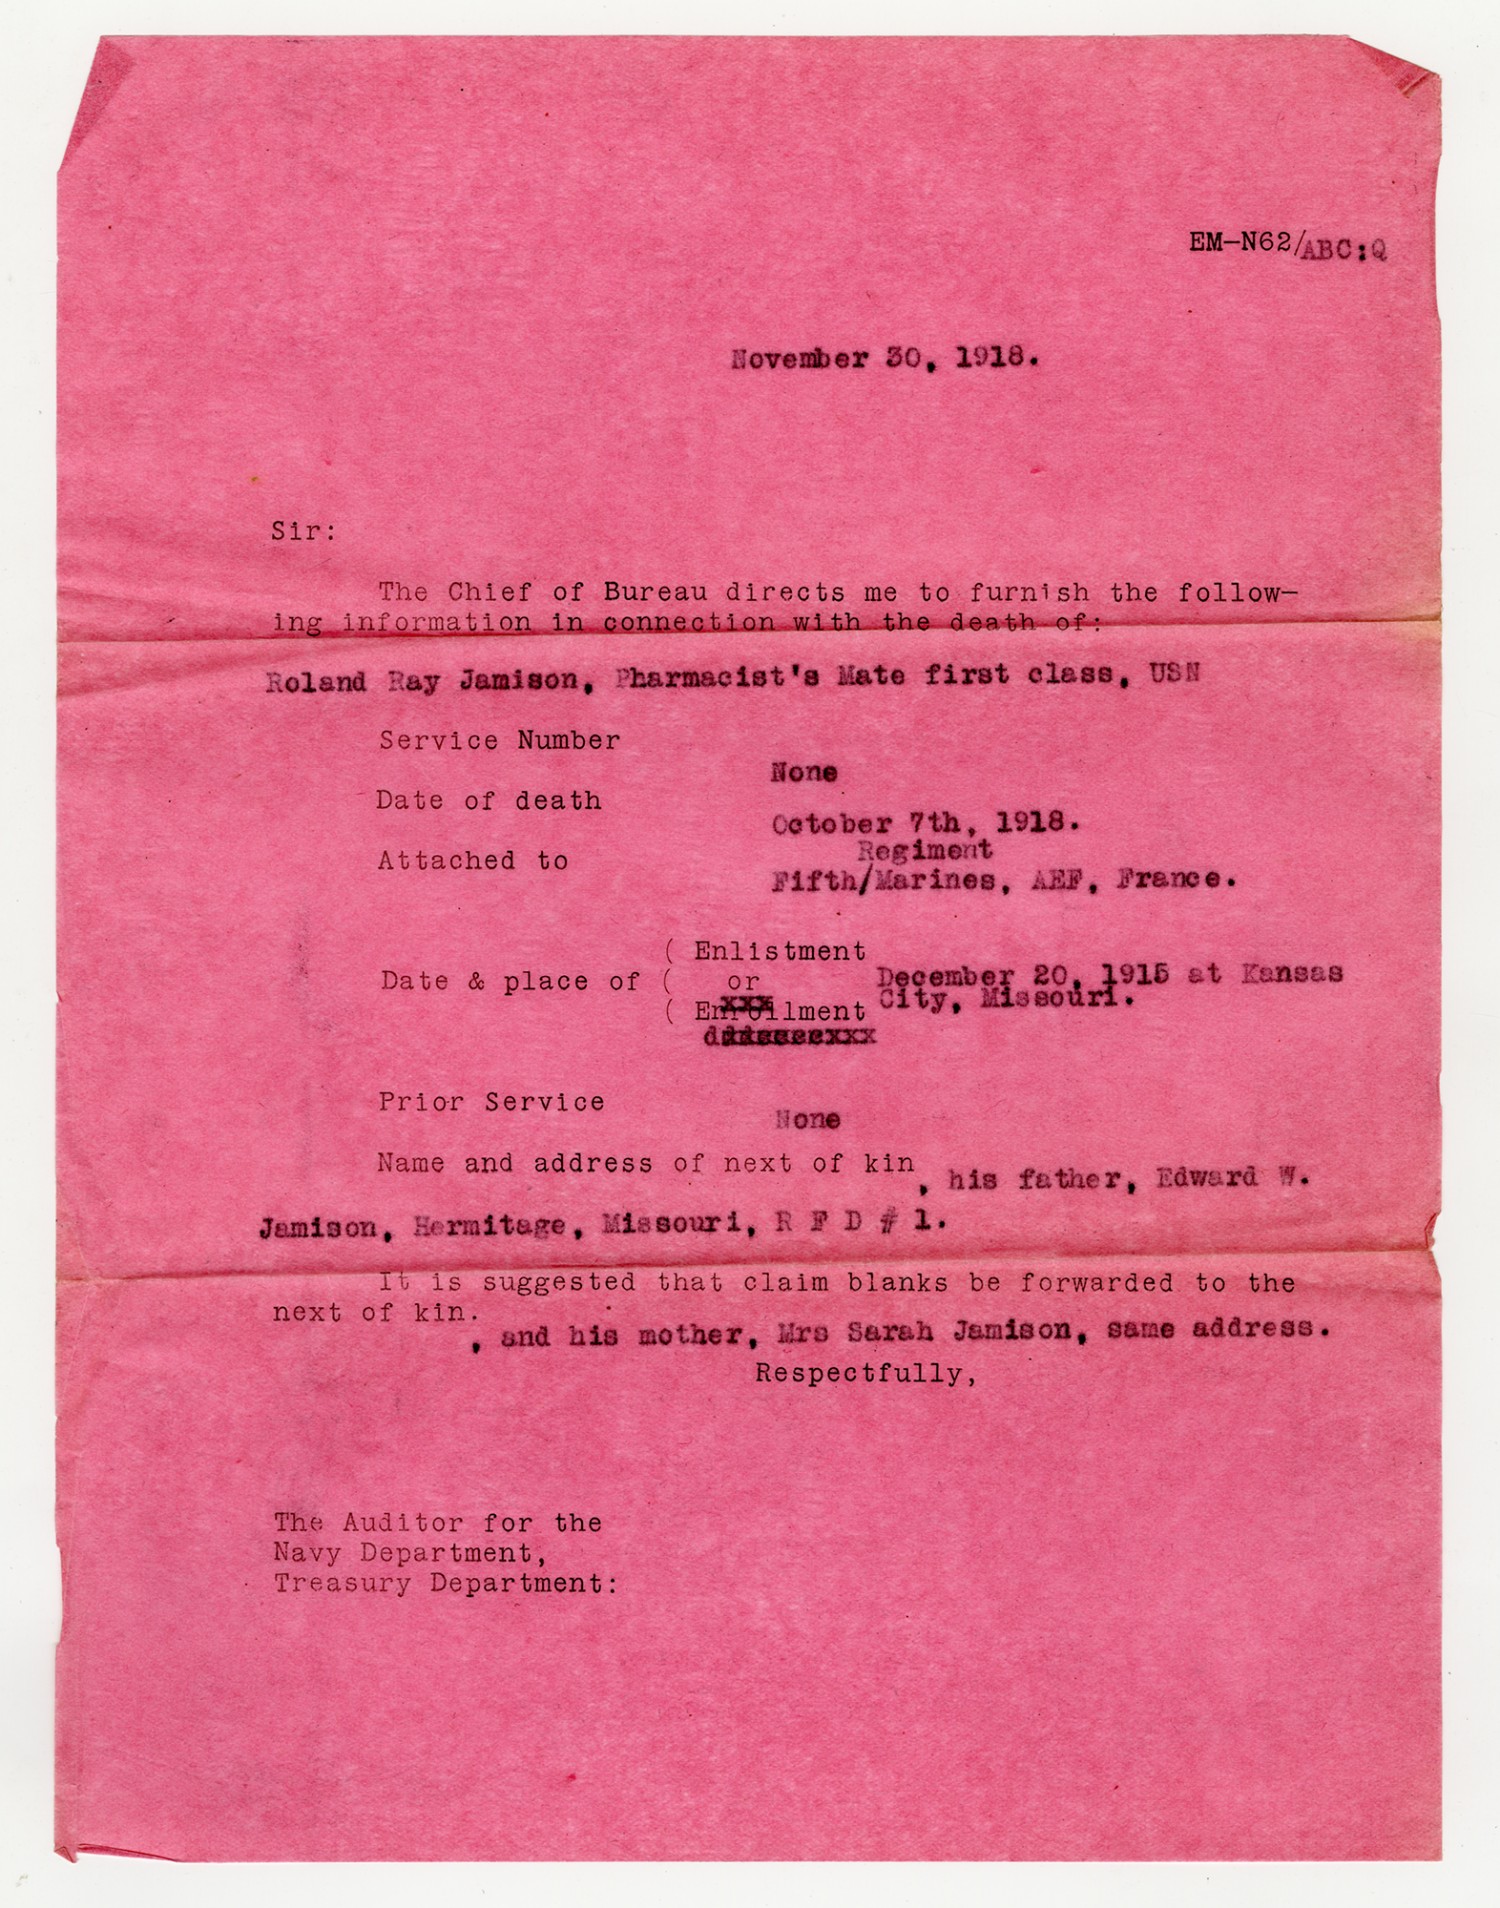 EM-N62/ABC:Q
November 30, 1918.
Sir:
The Chief of Bureau directs me to furnish the follow-
ing information in connection with the death of:
Roland Ray Jamison, Pharmacist's Mate first class, USN
Service Number
None
Date of death
October 7th, 1918.
Regiment
Attached to
Fifth/Marines, AEF, France.
( Enlistment
Date & place of ( or December 20, 1915 at Kansas
( Enrollment City, Missouri.
Prior Service
None
Name and address of next of kin
, his father, Edward W.
Jamison, Hermitage, Missouri, R F D # 1.
It is suggested that claim blanks be forwarded to the
next of kin.
, and his mother, Mrs Sarah Jamison, same address.
Respectfully,
The Auditor for the
Navy Department,
Treasury Department: